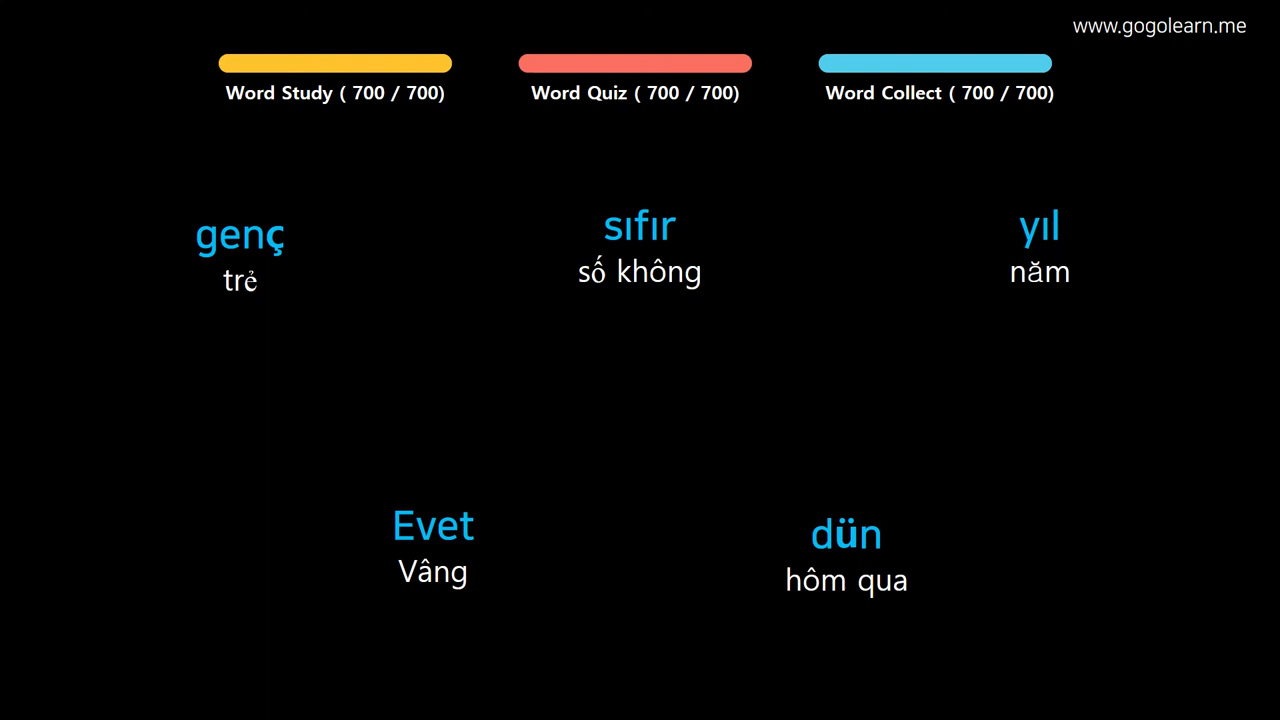 www.gogolearn.me
Word Study ( 700 / 700)
Word Quiz ( 700 / 700)
Word Collect ( 700 / 700)
genç
trẻ
sıfır
số không
yıl
năm
Evet
Vâng
dün
hôm qua